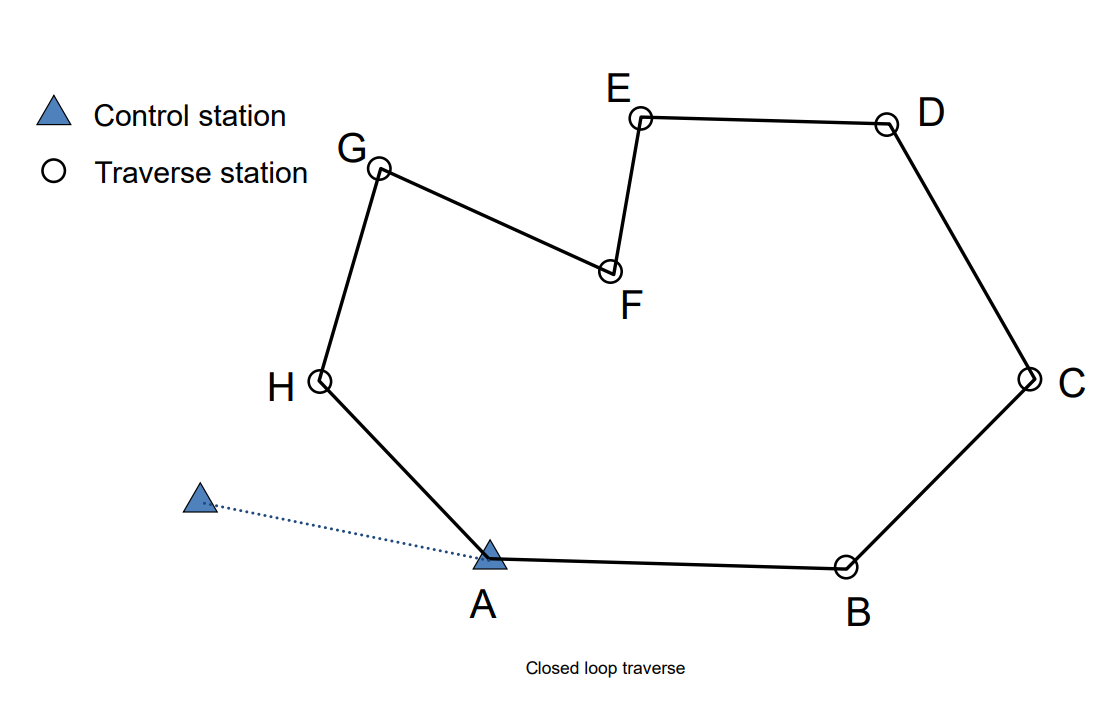 E
D
Control station
G
Traverse station
F
H
C
A
B
Closed loop traverse